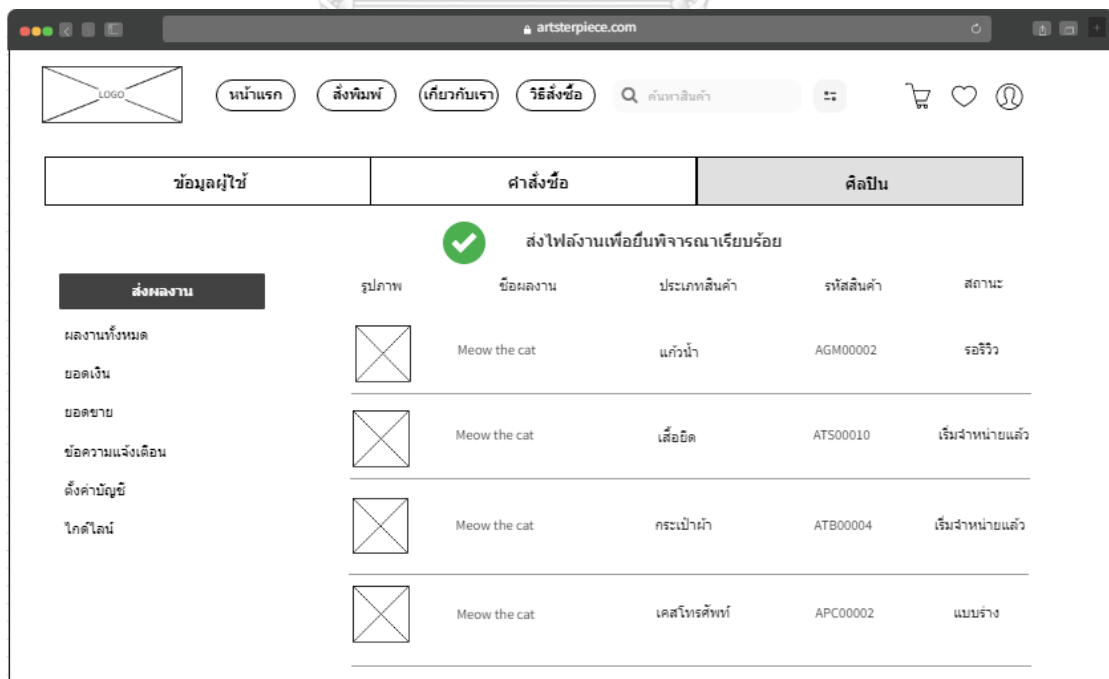 artsterpiece.com
LOGO
หน้าแรก
สั่งพิมพ์
เกี่ยวกับเรา
วิธีสั่งซื้อ
ค้นหาสินค้า
ข้อมูลผู้ใช้
คำสั่งซื้อ
ศิลปิน
ส่งไฟล์งานเพื่อยื่นพิจารณาเรียบร้อย
ส่งผลงาน
ผลงานทั้งหมด
ยอดเงิน
ยอดขาย
ข้อความแจ้งเตือน
ตั้งค่าบัญชี
ไกด์ไลน์
รูปภาพ ชื่อผลงาน ประเภทสินค้า รหัสสินค้า สถานะ
Meow the cat แก้วน้ำ AGM00002 รอรีวิว
Meow the cat เสื้อยืด ATS00010 เริ่มจำหน่ายแล้ว
Meow the cat กระเป๋าผ้า ATB00004 เริ่มจำหน่ายแล้ว
Meow the cat เคสโทรศัพท์ APC00002 แบบร่าง